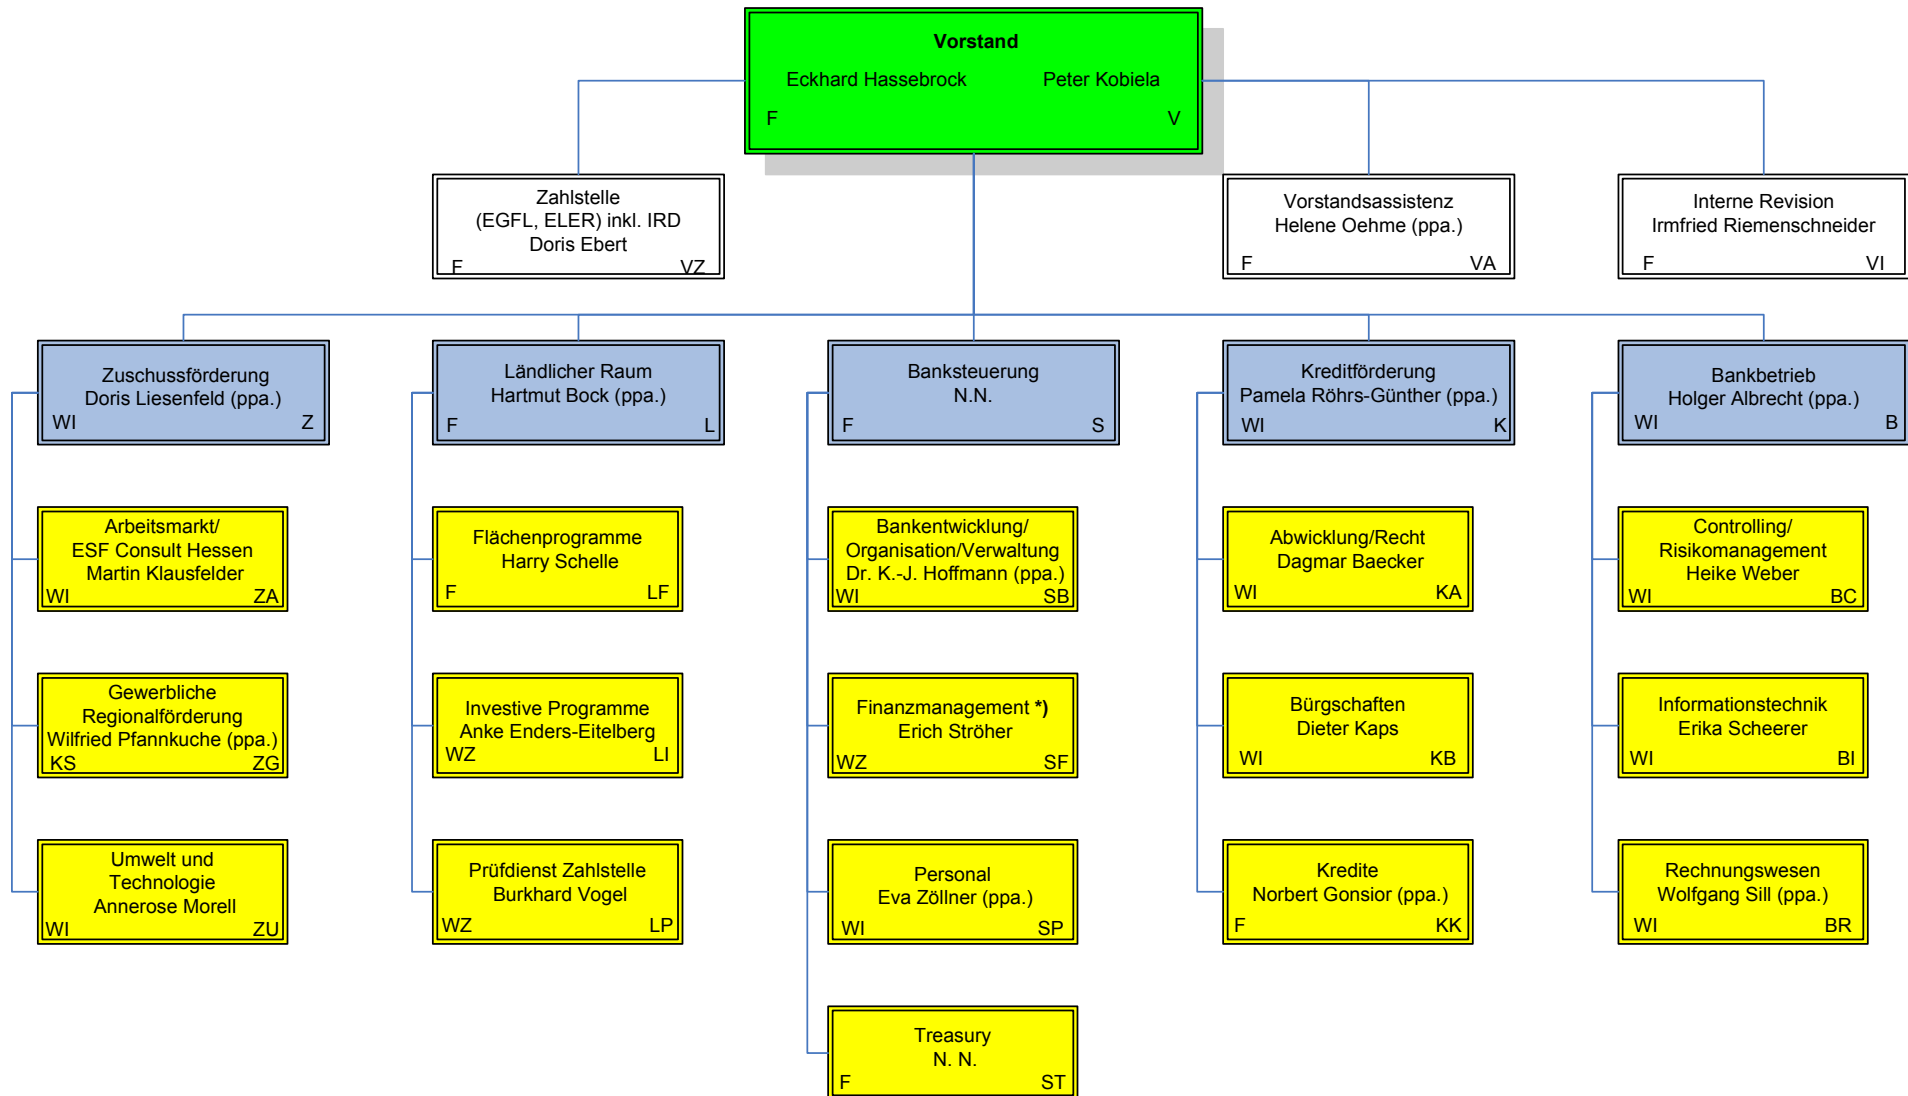 Vorstand
Eckhard Hassebrock Peter Kobiela
F V
Zahlstelle
(EGFL, ELER) inkl. IRD
Doris Ebert
F VZ
Vorstandsassistenz
Helene Oehme (ppa.)
F VA
Interne Revision
Irmfried Riemenschneider
F VI
Zuschussförderung
Doris Liesenfeld (ppa.)
WI Z
Ländlicher Raum
Hartmut Bock (ppa.)
F L
Banksteuerung
N.N.
F S
Kreditförderung
Pamela Röhrs-Günther (ppa.)
WI K
Bankbetrieb
Holger Albrecht (ppa.)
WI B
Arbeitsmarkt/
ESF Consult Hessen
Martin Klausfelder
WI ZA
Flächenprogramme
Harry Schelle
F LF
Bankentwicklung/
Organisation/Verwaltung
Dr. K.-J. Hoffmann (ppa.)
WI SB
Abwicklung/Recht
Dagmar Baecker
WI KA
Controlling/
Risikomanagement
Heike Weber
WI BC
Gewerbliche
Regionalförderung
Wilfried Pfannkuche (ppa.)
KS ZG
Investive Programme
Anke Enders-Eitelberg
WZ LI
Finanzmanagement *)
Erich Ströher
WZ SF
Bürgschaften
Dieter Kaps
WI KB
Informationstechnik
Erika Scheerer
WI BI
Umwelt und
Technologie
Annerose Morell
WI ZU
Prüfdienst Zahlstelle
Burkhard Vogel
WZ LP
Personal
Eva Zöllner (ppa.)
WI SP
Kredite
Norbert Gonsior (ppa.)
F KK
Rechnungswesen
Wolfgang Sill (ppa.)
WI BR
Treasury
N. N.
F ST